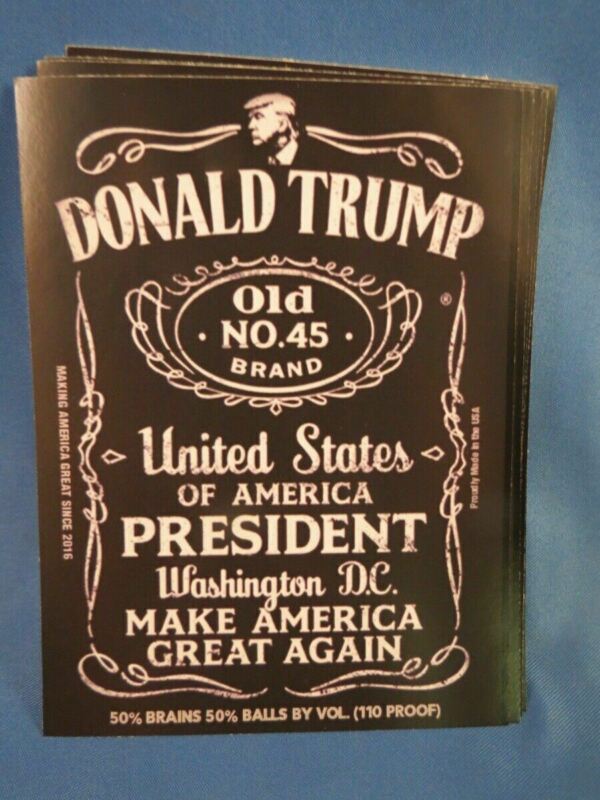 DONALD TRUMP
Old
· NO.45 ·
BRAND
®
United States
OF AMERICA
PRESIDENT
Washington D.C.
MAKE AMERICA
GREAT AGAIN
50% BRAINS 50% BALLS BY VOL. (110 PROOF)
MAKING AMERICA GREAT SINCE 2016
Proudly Made in the USA